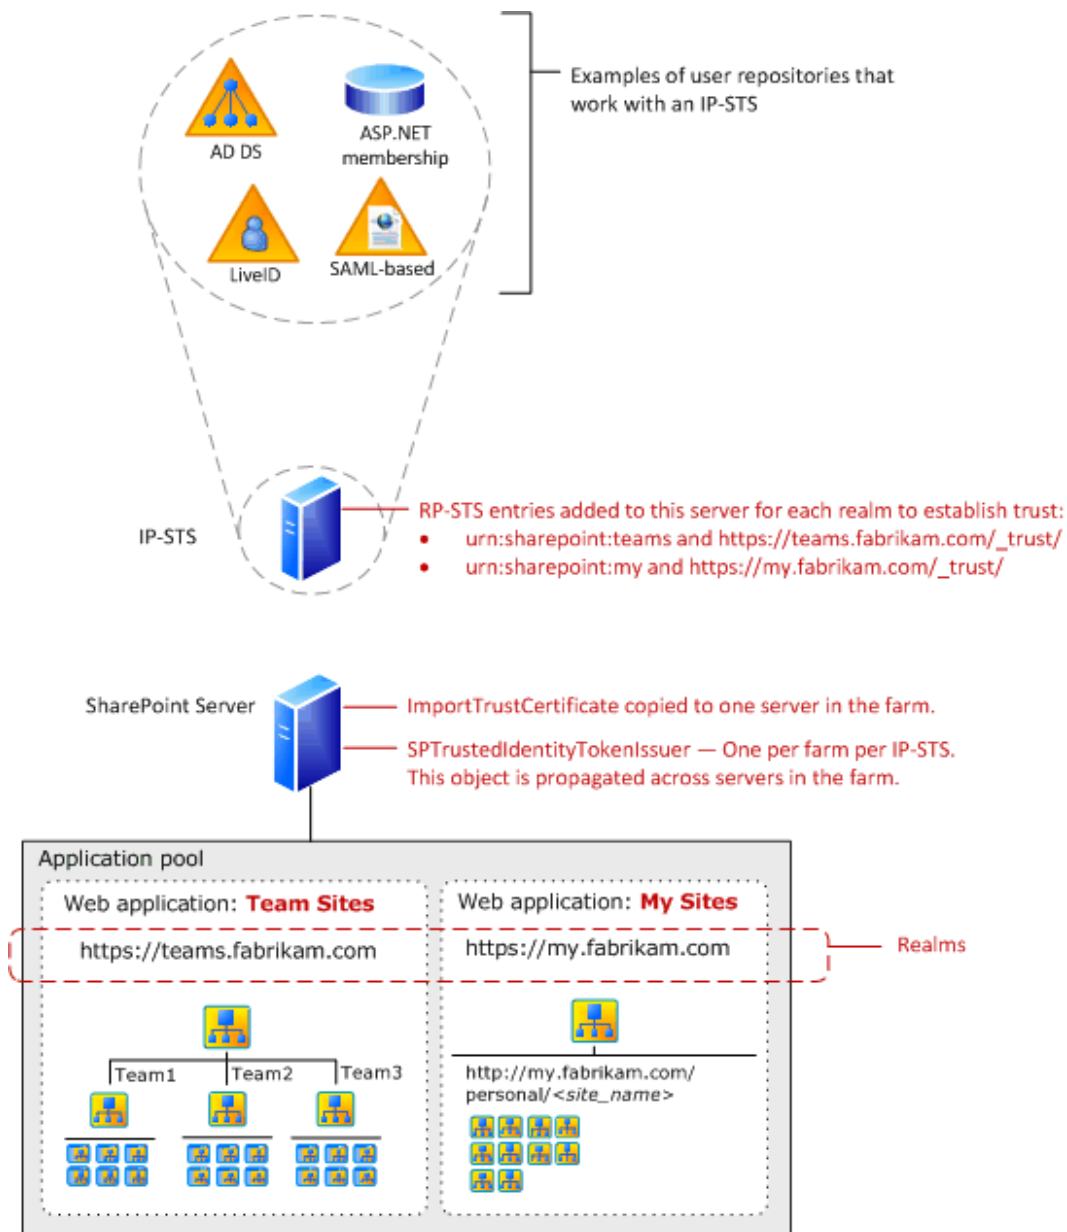 Examples of user repositories that
work with an IP-STS
AD DS
ASP.NET
membership
LiveID
SAML-based
IP-STS
RP-STS entries added to this server for each realm to establish trust:
• urn:sharepoint:teams and https://teams.fabrikam.com/_trust/
• urn:sharepoint:my and https://my.fabrikam.com/_trust/
SharePoint Server
ImportTrustCertificate copied to one server in the farm.
SPTrustedIdentityTokenIssuer — One per farm per IP-STS.
This object is propagated across servers in the farm.
Application pool
Web application: Team Sites
Web application: My Sites
https://teams.fabrikam.com
https://my.fabrikam.com
Realms
Team1
Team2
Team3
http://my.fabrikam.com/
personal/<site_name>